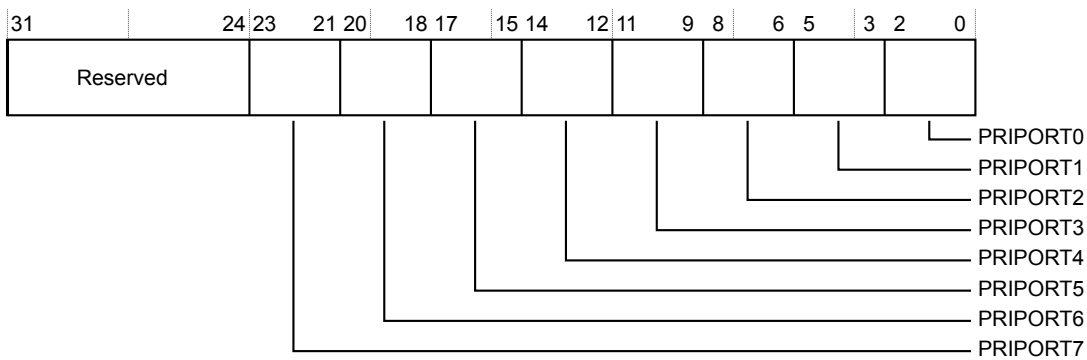 31 24 23 21 20 18 17 15 14 12 11 9 8 6 5 3 2 0
Reserved
PRIPORT0
PRIPORT1
PRIPORT2
PRIPORT3
PRIPORT4
PRIPORT5
PRIPORT6
PRIPORT7